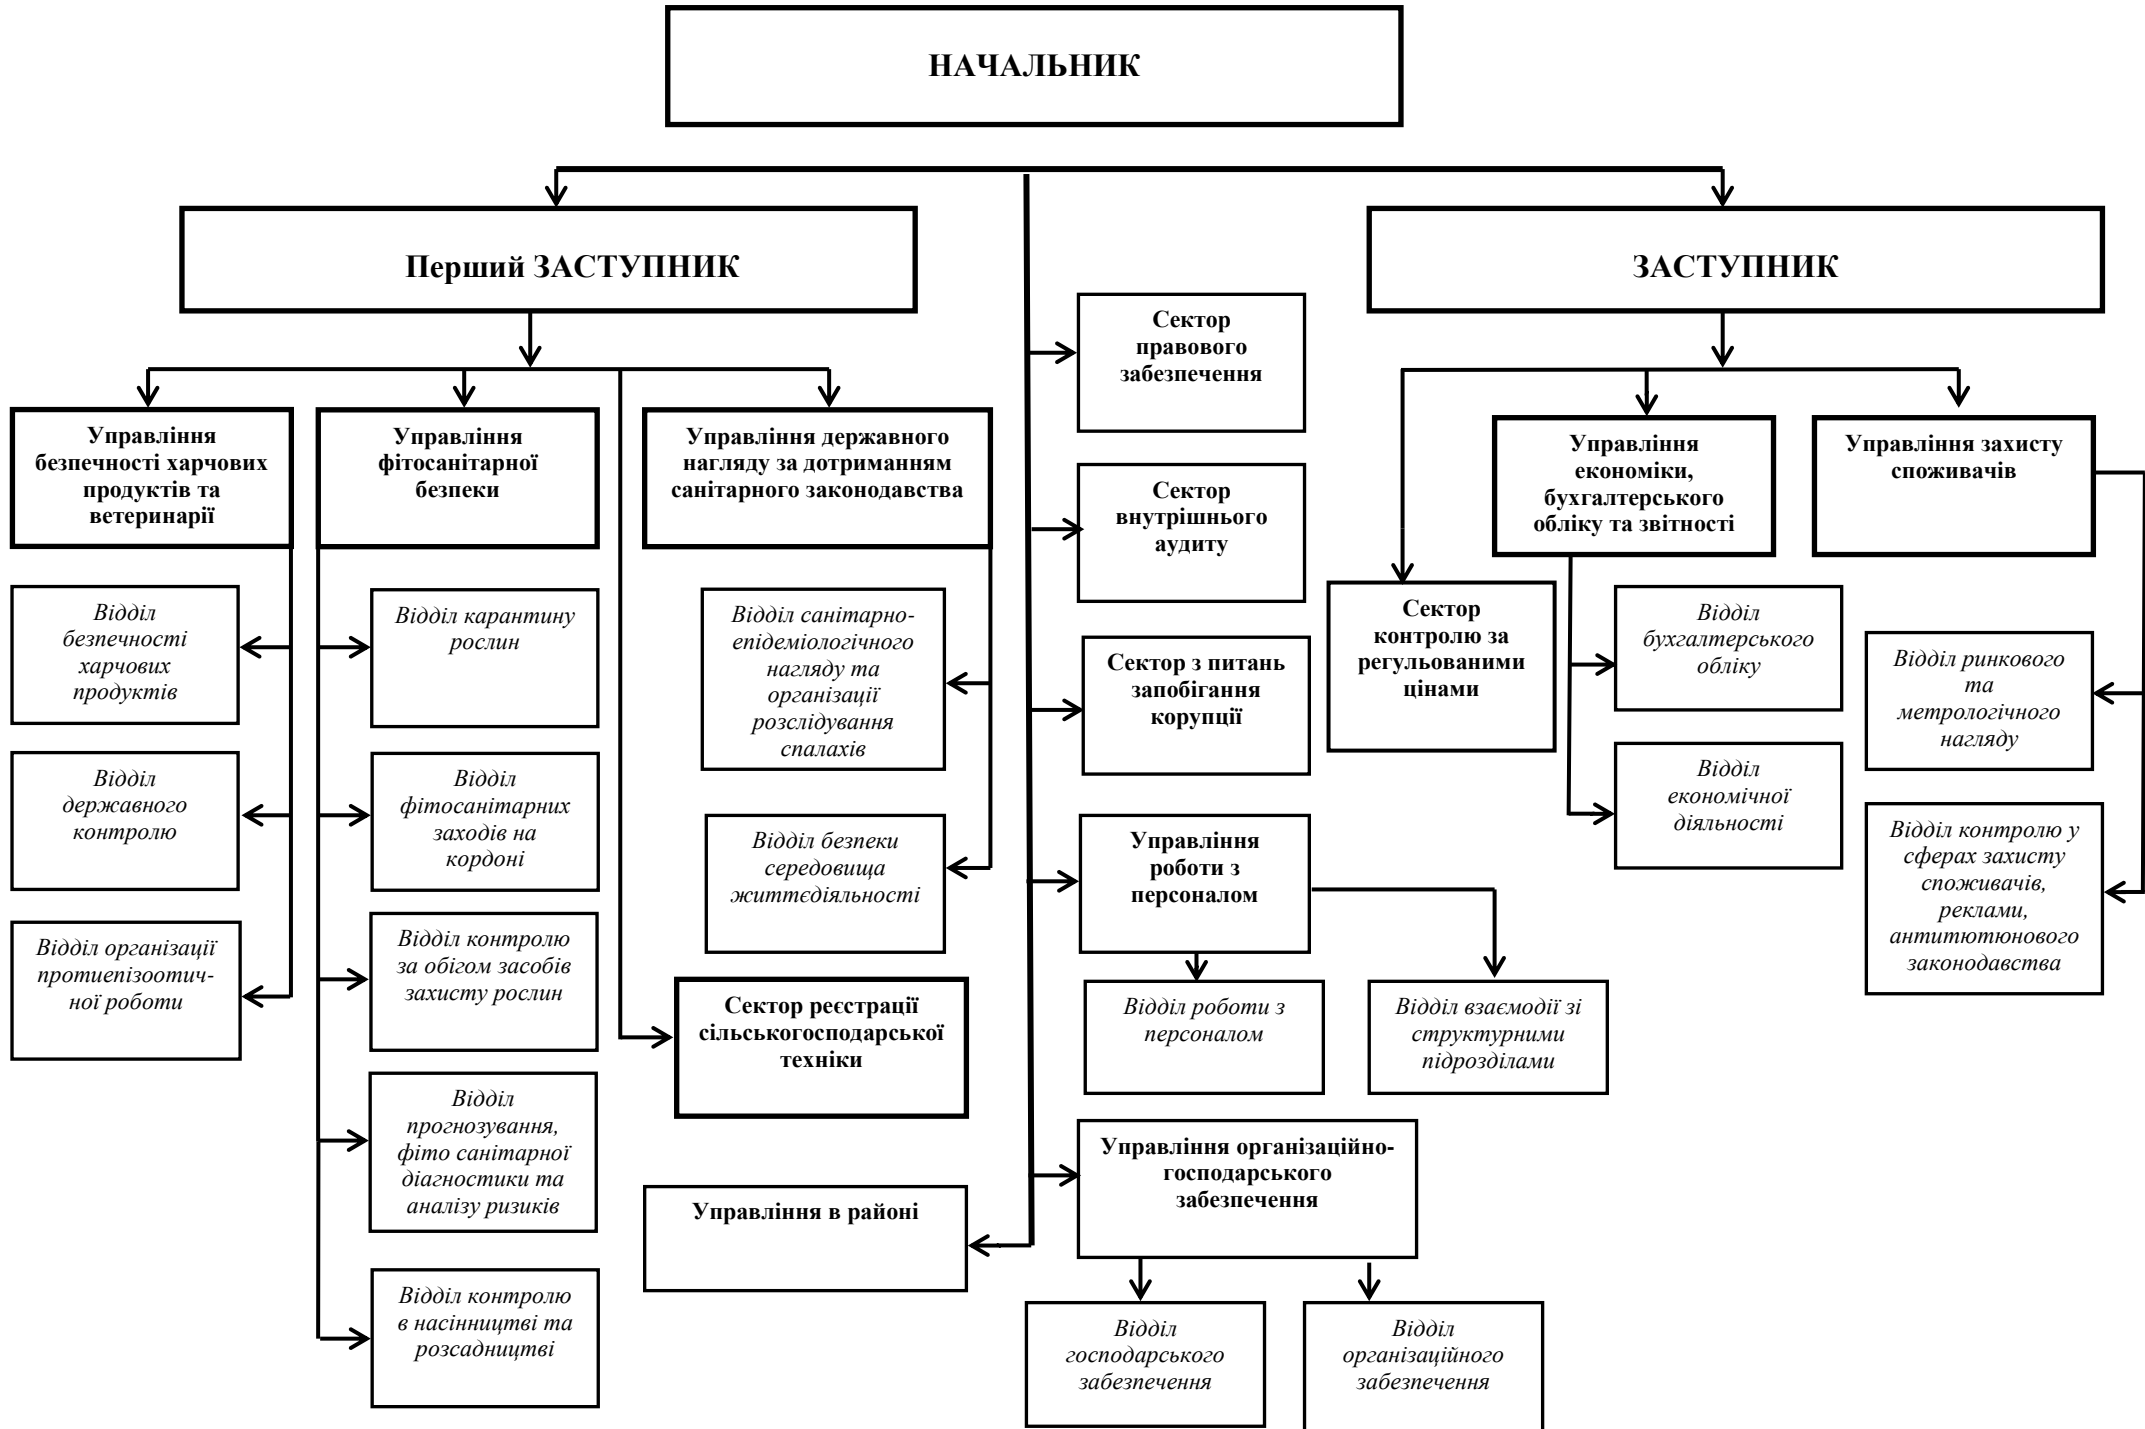 НАЧАЛЬНИК
Перший ЗАСТУПНИК
ЗАСТУПНИК
Сектор
правового
забезпечення
Управління
безпечності харчових
продуктів та
ветеринарії
Управління
фітосанітарної
безпеки
Управління державного
нагляду за дотриманням
санітарного законодавства
Управління
економіки,
бухгалтерського
обліку та звітності
Управління захисту
споживачів
Сектор
внутрішнього
аудиту
Відділ
безпечності
харчових
продуктів
Відділ карантину
рослин
Відділ санітарно-
епідеміологічного
нагляду та
організації
розслідування
спалахів
Сектор з питань
запобігання
корупції
Сектор
контролю за
регульованими
цінами
Відділ
бухгалтерського
обліку
Відділ ринкового
та
метрологічного
нагляду
Відділ
державного
контролю
Відділ
фітосанітарних
заходів на
кордоні
Відділ безпеки
середовища
життєдіяльності
Управління
роботи з
персоналом
Відділ
економічної
діяльності
Відділ контролю у
сферах захисту
споживачів,
реклами,
антитютюнового
законодавства
Відділ організації
протиепізоотич-
ної роботи
Відділ контролю
за обігом засобів
захисту рослин
Сектор реєстрації
сільськогосподарської
техніки
Відділ роботи з
персоналом
Відділ взаємодії зі
структурними
підрозділами
Відділ
прогнозування,
фіто санітарної
діагностики та
аналізу ризиків
Управління в районі
Управління організаційно-
господарського
забезпечення
Відділ контролю
в насінництві та
розсадництві
Відділ
господарського
забезпечення
Відділ
організаційного
забезпечення